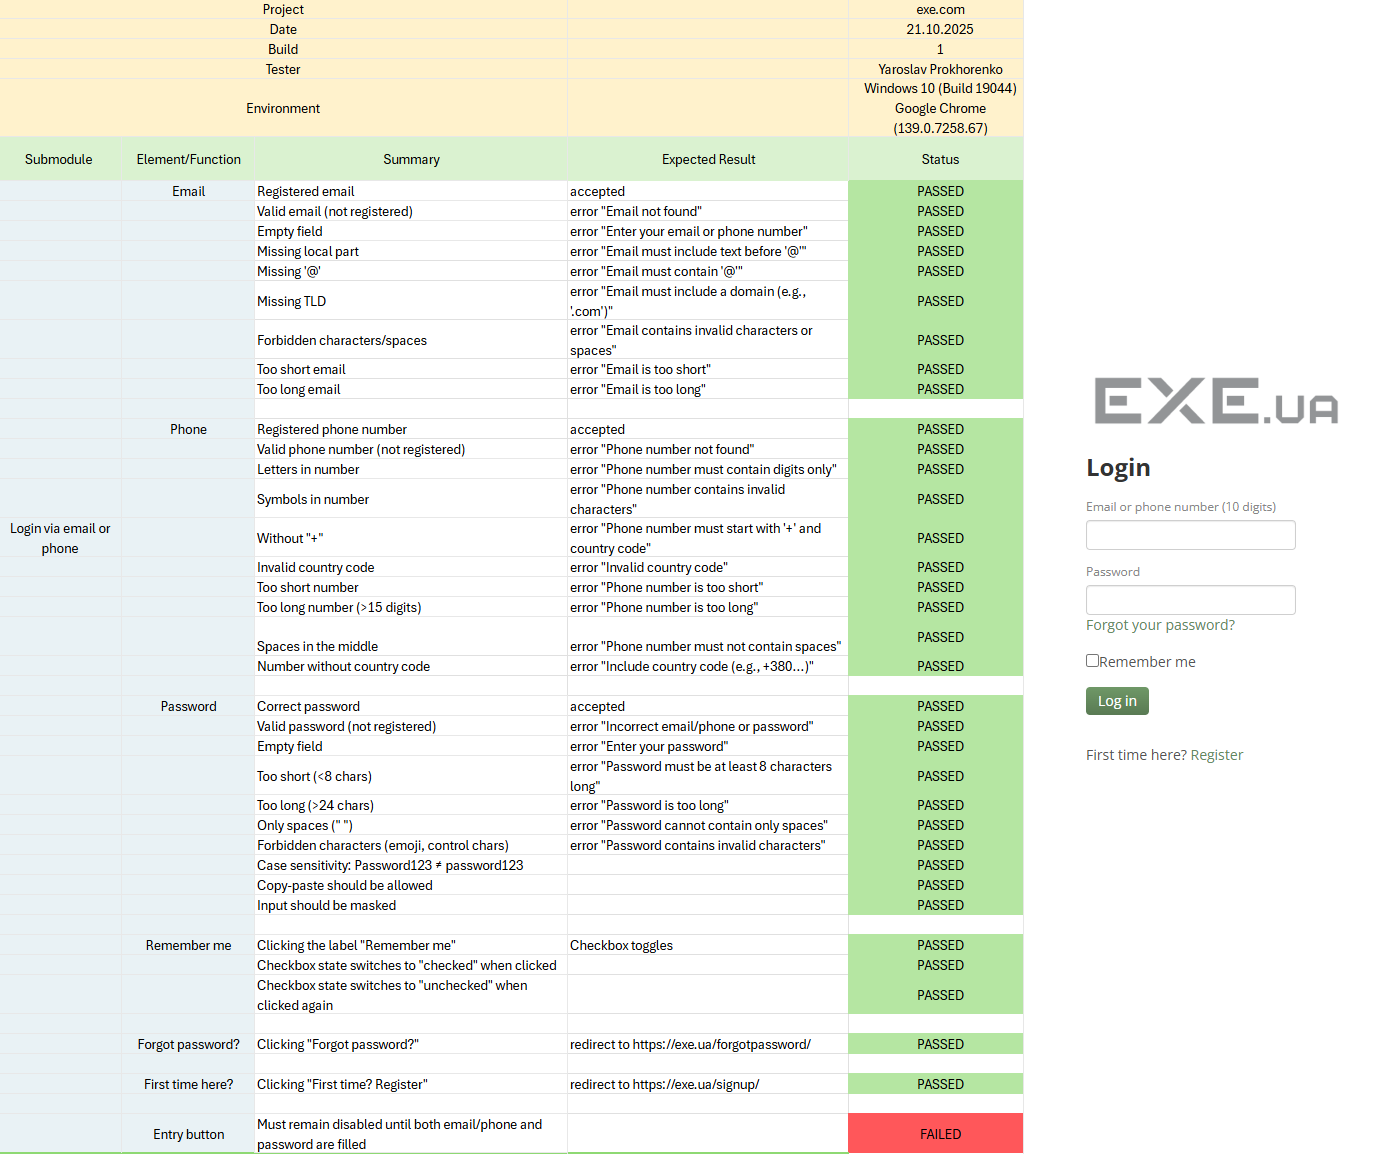 Project exe.com
Date 21.10.2025
Build 1
Tester Yaroslav Prokhorenko
Environment Windows 10 (Build 19044)
Google Chrome
(139.0.7258.67)
Submodule Element/Function Summary Expected Result Status
Login via email or
phone
Email Registered email accepted PASSED
Valid email (not registered) error "Email not found" PASSED
Empty field error "Enter your email or phone number" PASSED
Missing local part error "Email must include text before '@'" PASSED
Missing '@' error "Email must contain '@'" PASSED
Missing TLD error "Email must include a domain (e.g.,
'.com')" PASSED
Forbidden characters/spaces error "Email contains invalid characters or
spaces" PASSED
Too short email error "Email is too short" PASSED
Too long email error "Email is too long" PASSED
Phone Registered phone number accepted PASSED
Valid phone number (not registered) error "Phone number not found" PASSED
Letters in number error "Phone number must contain digits only" PASSED
Symbols in number error "Phone number contains invalid
characters" PASSED
Without "+" error "Phone number must start with '+' and
country code" PASSED
Invalid country code error "Invalid country code" PASSED
Too short number error "Phone number is too short" PASSED
Too long number (>15 digits) error "Phone number is too long" PASSED
Spaces in the middle error "Phone number must not contain spaces" PASSED
Number without country code error "Include country code (e.g., +380…)" PASSED
Password Correct password accepted PASSED
Valid password (not registered) error "Incorrect email/phone or password" PASSED
Empty field error "Enter your password" PASSED
Too short (<8 chars) error "Password must be at least 8 characters
long" PASSED
Too long (>24 chars) error "Password is too long" PASSED
Only spaces (" ") error "Password cannot contain only spaces" PASSED
Forbidden characters (emoji, control chars) error "Password contains invalid characters" PASSED
Case sensitivity: Password123 ≠ password123 PASSED
Copy-paste should be allowed PASSED
Input should be masked PASSED
Remember me Clicking the label "Remember me" Checkbox toggles PASSED
Checkbox state switches to "checked" when clicked PASSED
Checkbox state switches to "unchecked" when
clicked again PASSED
Forgot password? Clicking "Forgot password?" redirect to https://exe.ua/forgotpassword/ PASSED
First time here? Clicking "First time? Register" redirect to https://exe.ua/signup/ PASSED
Entry button Must remain disabled until both email/phone and
password are filled FAILED
EXE.UA
Login
Email or phone number (10 digits)
Password
Forgot your password?
Remember me
Log in
First time here? Register